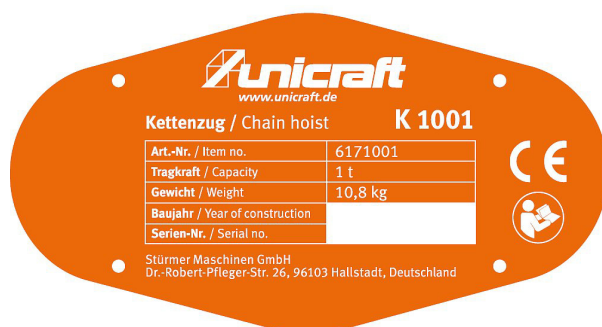 unicraft
www.unicraft.de
Kettenzug / Chain hoist K 1001
Art.-Nr. / Item no. 6171001
Tragkraft / Capacity 1 t
Gewicht / Weight 10,8 kg
Baujahr / Year of construction
Serien-Nr. / Serial no.
Stürmer Maschinen GmbH
Dr.-Robert-Pfleger-Str. 26, 96103 Hallstadt, Deutschland
CE